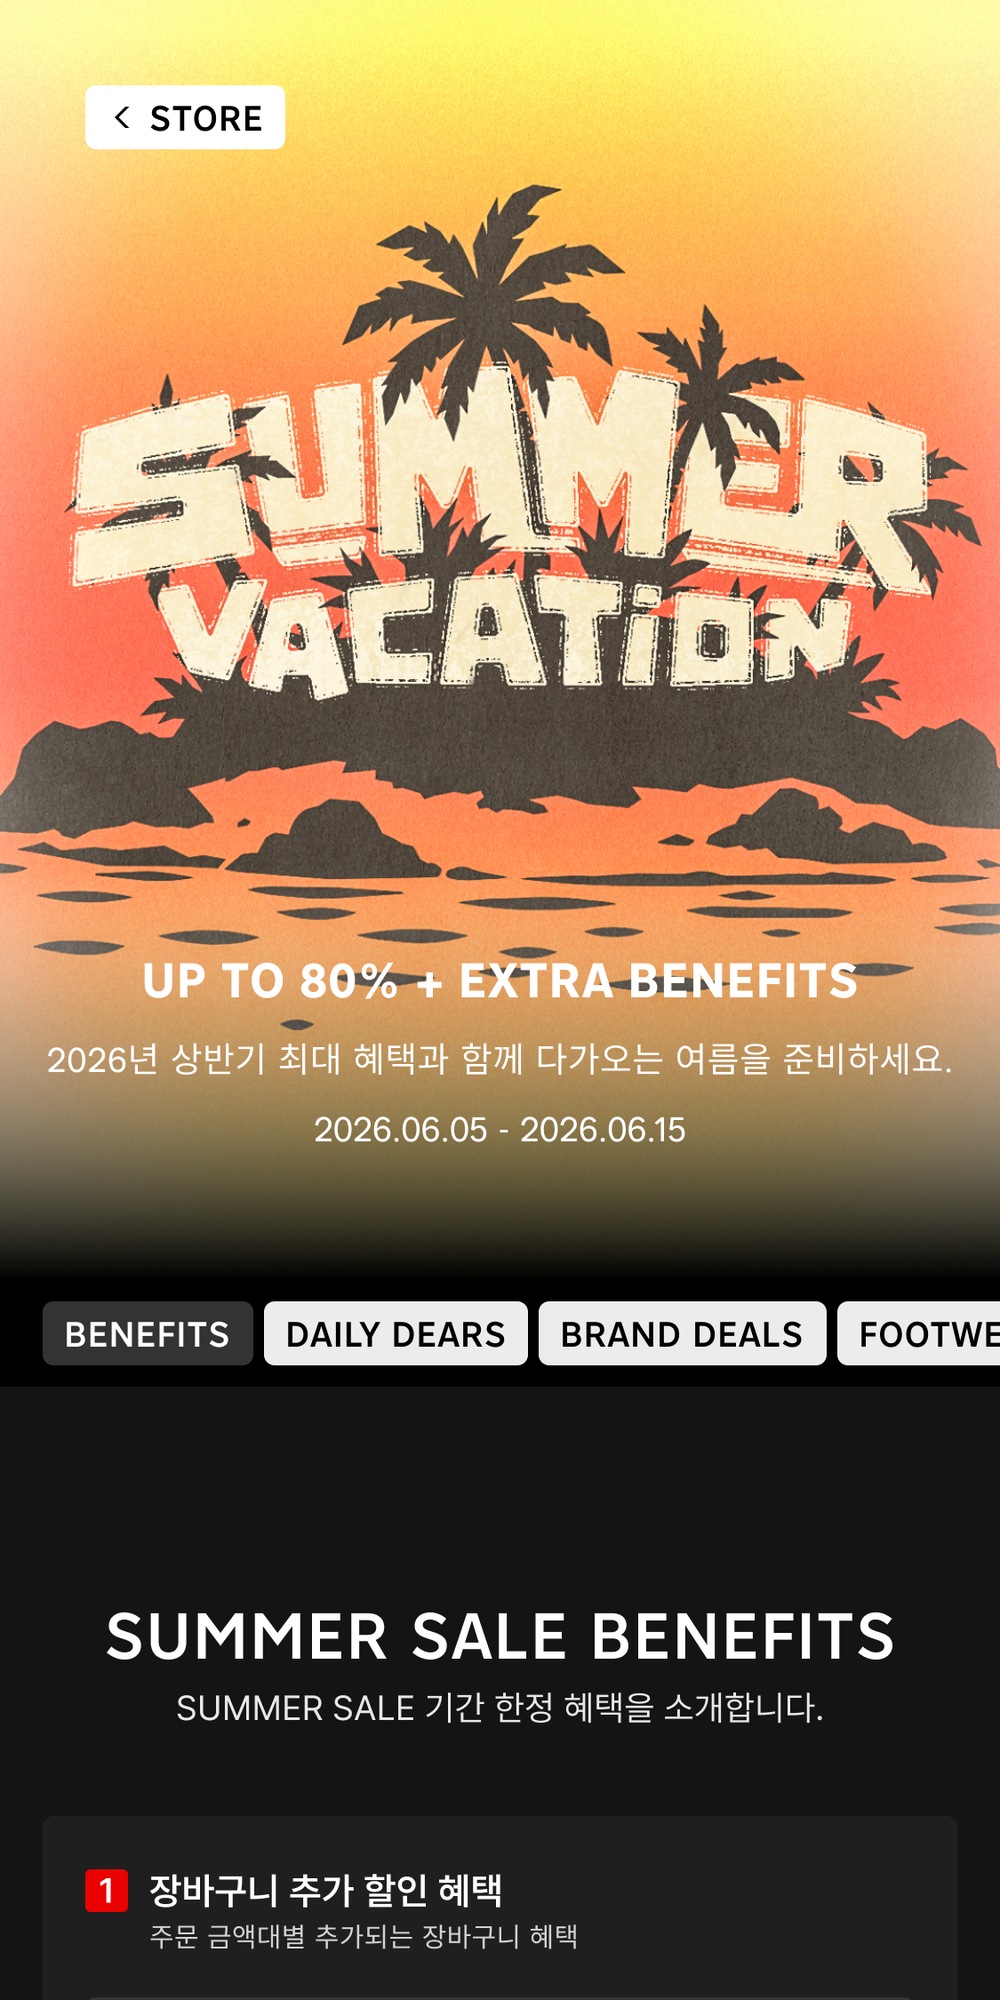 STORE
SUMMER
VACATION
UP TO 80% + EXTRA BENEFITS
2026년 상반기 최대 혜택과 함께 다가오는 여름을 준비하세요.
2026.06.05 - 2026.06.15
BENEFITS
DAILY DEARS
BRAND DEALS
FOOTWE
SUMMER SALE BENEFITS
SUMMER SALE 기간 한정 혜택을 소개합니다.
1 장바구니 추가 할인 혜택
주문 금액대별 추가되는 장바구니 혜택